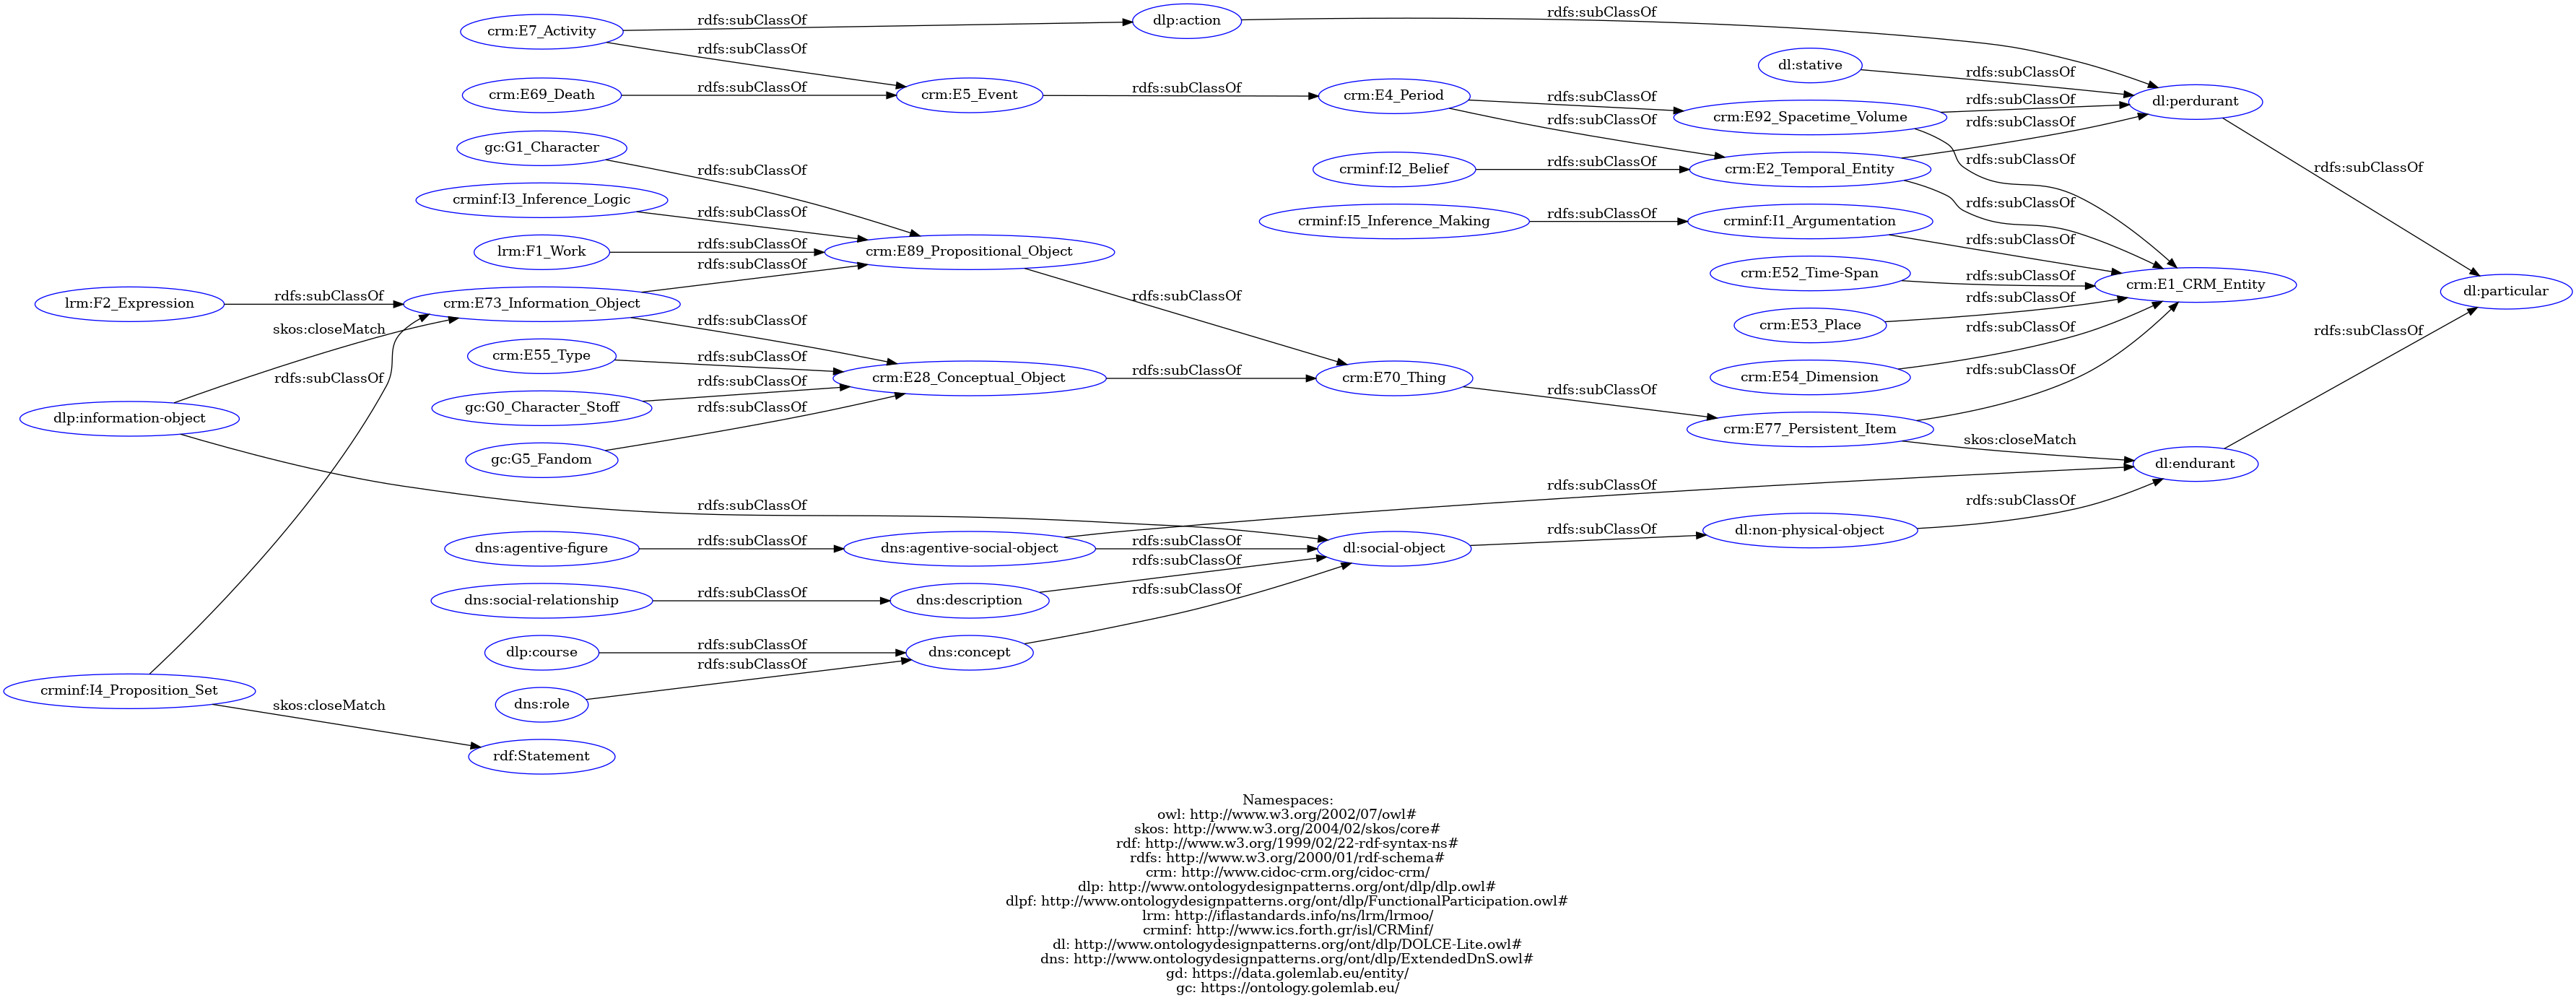 crm:E7_Activity
rdfs:subClassOf
dlp:action
rdfs:subClassOf
rdfs:subClassOf
dl:stative
rdfs:subClassOf
crm:E69_Death
rdfs:subClassOf
crm:E5_Event
rdfs:subClassOf
crm:E4_Period
rdfs:subClassOf
rdfs:subClassOf
crm:E92_Spacetime_Volume
rdfs:subClassOf
rdfs:subClassOf
dl:perdurant
gc:G1_Character
rdfs:subClassOf
crminf:I2_Belief
rdfs:subClassOf
crm:E2_Temporal_Entity
rdfs:subClassOf
rdfs:subClassOf
rdfs:subClassOf
crminf:I3_Inference_Logic
rdfs:subClassOf
crminf:I5_Inference_Making
rdfs:subClassOf
crminf:I1_Argumentation
rdfs:subClassOf
lrm:F1_Work
rdfs:subClassOf
crm:E89_Propositional_Object
rdfs:subClassOf
rdfs:subClassOf
crm:E52_Time-Span
rdfs:subClassOf
crm:E1_CRM_Entity
dl:particular
lrm:F2_Expression
rdfs:subClassOf
crm:E73_Information_Object
rdfs:subClassOf
crm:E53_Place
rdfs:subClassOf
skos:closeMatch
rdfs:subClassOf
rdfs:subClassOf
rdfs:subClassOf
crm:E55_Type
rdfs:subClassOf
rdfs:subClassOf
crm:E28_Conceptual_Object
rdfs:subClassOf
crm:E70_Thing
rdfs:subClassOf
crm:E54_Dimension
rdfs:subClassOf
gc:G0_Character_Stoff
rdfs:subClassOf
dlp:information-object
crm:E77_Persistent_Item
skos:closeMatch
gc:G5_Fandom
dl:endurant
rdfs:subClassOf
rdfs:subClassOf
rdfs:subClassOf
dns:agentive-figure
rdfs:subClassOf
dns:agentive-social-object
rdfs:subClassOf
dl:social-object
rdfs:subClassOf
dl:non-physical-object
rdfs:subClassOf
dns:social-relationship
rdfs:subClassOf
dns:description
rdfs:subClassOf
dlp:course
rdfs:subClassOf
dns:concept
rdfs:subClassOf
crminf:I4_Proposition_Set
skos:closeMatch
dns:role
rdf:Statement
Namespaces:
owl: http://www.w3.org/2002/07/owl#
skos: http://www.w3.org/2004/02/skos/core#
rdf: http://www.w3.org/1999/02/22-rdf-syntax-ns#
rdfs: http://www.w3.org/2000/01/rdf-schema#
crm: http://www.cidoc-crm.org/cidoc-crm/
dlp: http://www.ontologydesignpatterns.org/ont/dlp/dlp.owl#
dlpf: http://www.ontologydesignpatterns.org/ont/dlp/FunctionalParticipation.owl#
lrm: http://iflastandards.info/ns/lrm/lrmoo/
crminf: http://www.ics.forth.gr/isl/CRMinf/
dl: http://www.ontologydesignpatterns.org/ont/dlp/DOLCE-Lite.owl#
dns: http://www.ontologydesignpatterns.org/ont/dlp/ExtendedDnS.owl#
gd: https://data.golemlab.eu/entity/
gc: https://ontology.golemlab.eu/